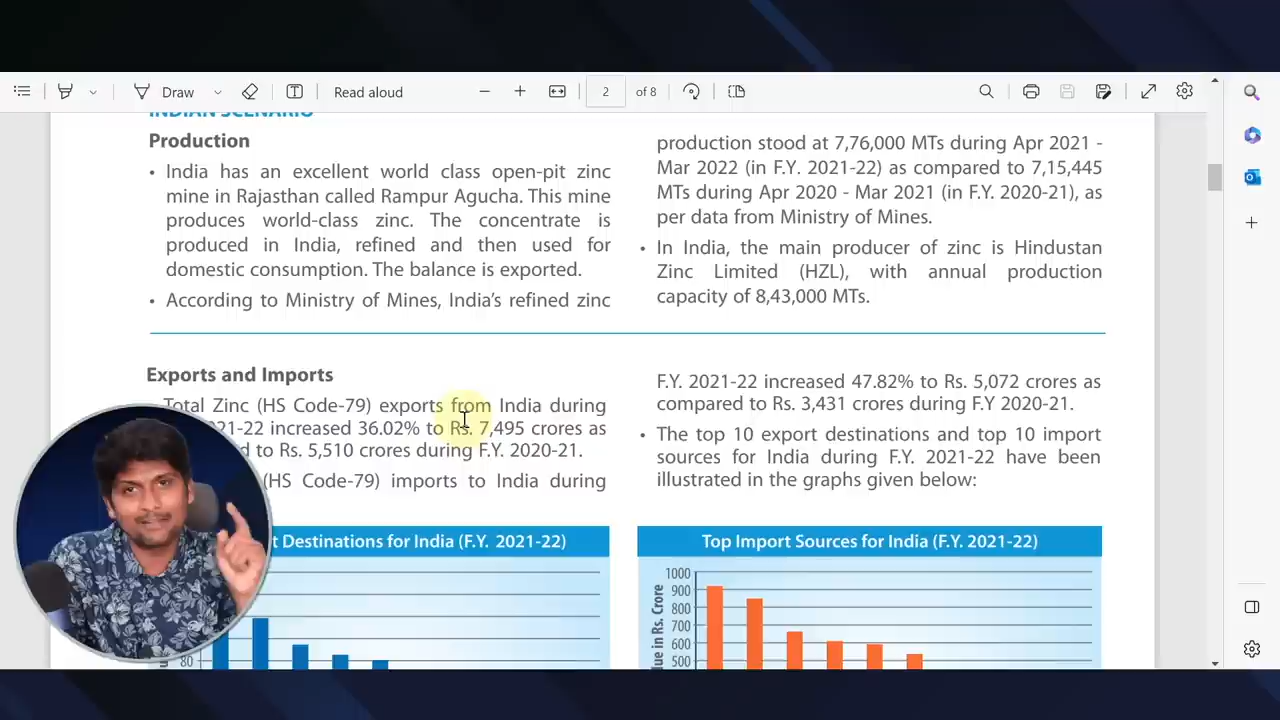 Draw
Read aloud
2
of 8
INDIAN SCENARIO
Production
• India has an excellent world class open-pit zinc
mine in Rajasthan called Rampur Agucha. This mine
produces world-class zinc. The concentrate is
produced in India, refined and then used for
domestic consumption. The balance is exported.
• According to Ministry of Mines, India's refined zinc
production stood at 7,76,000 MTs during Apr 2021 -
Mar 2022 (in F.Y. 2021-22) as compared to 7,15,445
MTs during Apr 2020 - Mar 2021 (in F.Y. 2020-21), as
per data from Ministry of Mines.
• In India, the main producer of zinc is Hindustan
Zinc Limited (HZL), with annual production
capacity of 8,43,000 MTs.
Exports and Imports
Total Zinc (HS Code-79) exports from India during
21-22 increased 36.02% to Rs. 7,495 crores as
to Rs. 5,510 crores during F.Y. 2020-21.
(HS Code-79) imports to India during
F.Y. 2021-22 increased 47.82% to Rs. 5,072 crores as
compared to Rs. 3,431 crores during F.Y 2020-21.
• The top 10 export destinations and top 10 import
sources for India during F.Y. 2021-22 have been
illustrated in the graphs given below:
Destinations for India (F.Y. 2021-22)
80
Top Import Sources for India (F.Y. 2021-22)
1000
900
800
700
600
500
in Rs. Crore